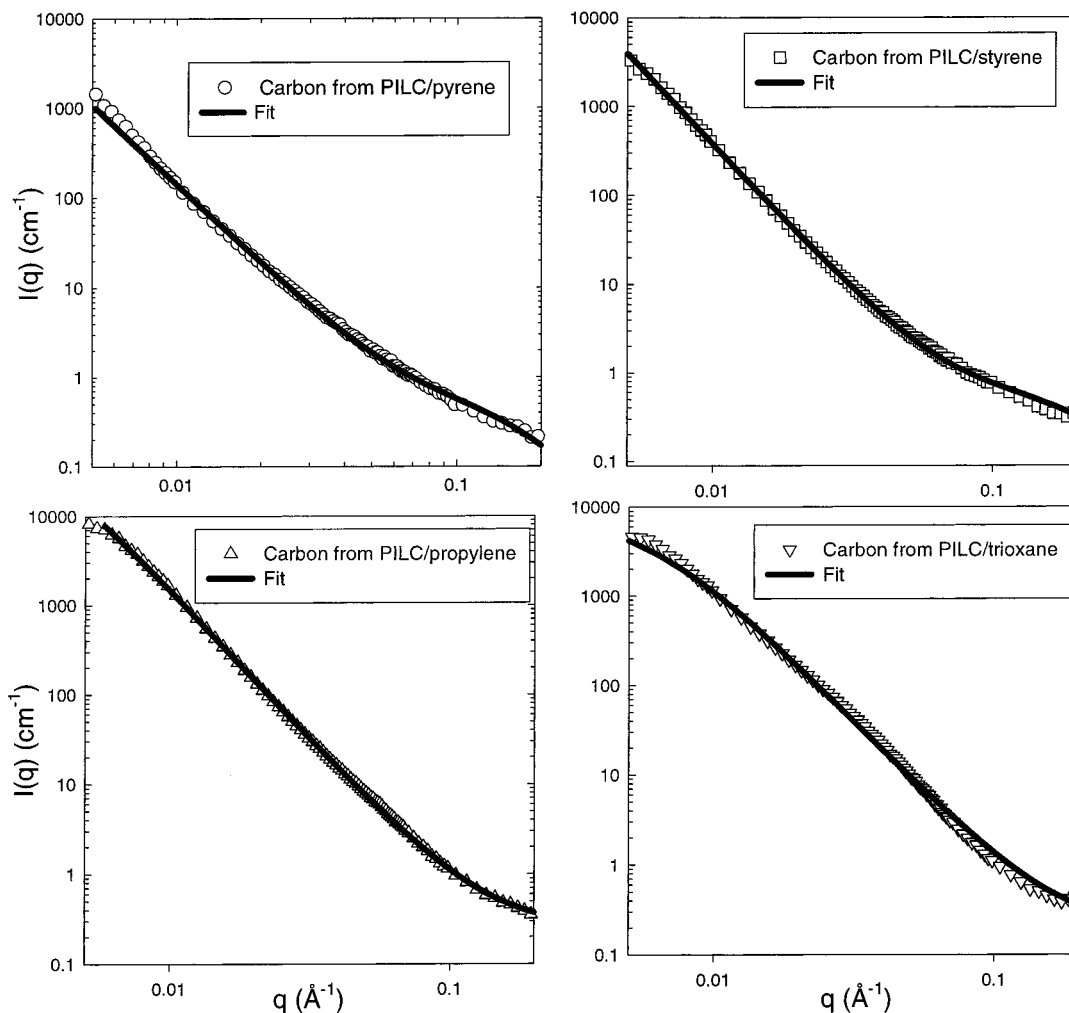 10000
1000
100
10
1
0.1
I(q) (cm⁻¹)
Carbon from PILC/pyrene
Fit
0.01
0.1
10000
1000
100
10
1
0.1
Carbon from PILC/styrene
Fit
0.01
0.1
10000
1000
100
10
1
0.1
I(q) (cm⁻¹)
Carbon from PILC/propylene
Fit
0.01
0.1
q (Å⁻¹)
10000
1000
100
10
1
0.1
Carbon from PILC/trioxane
Fit
0.01
0.1
q (Å⁻¹)